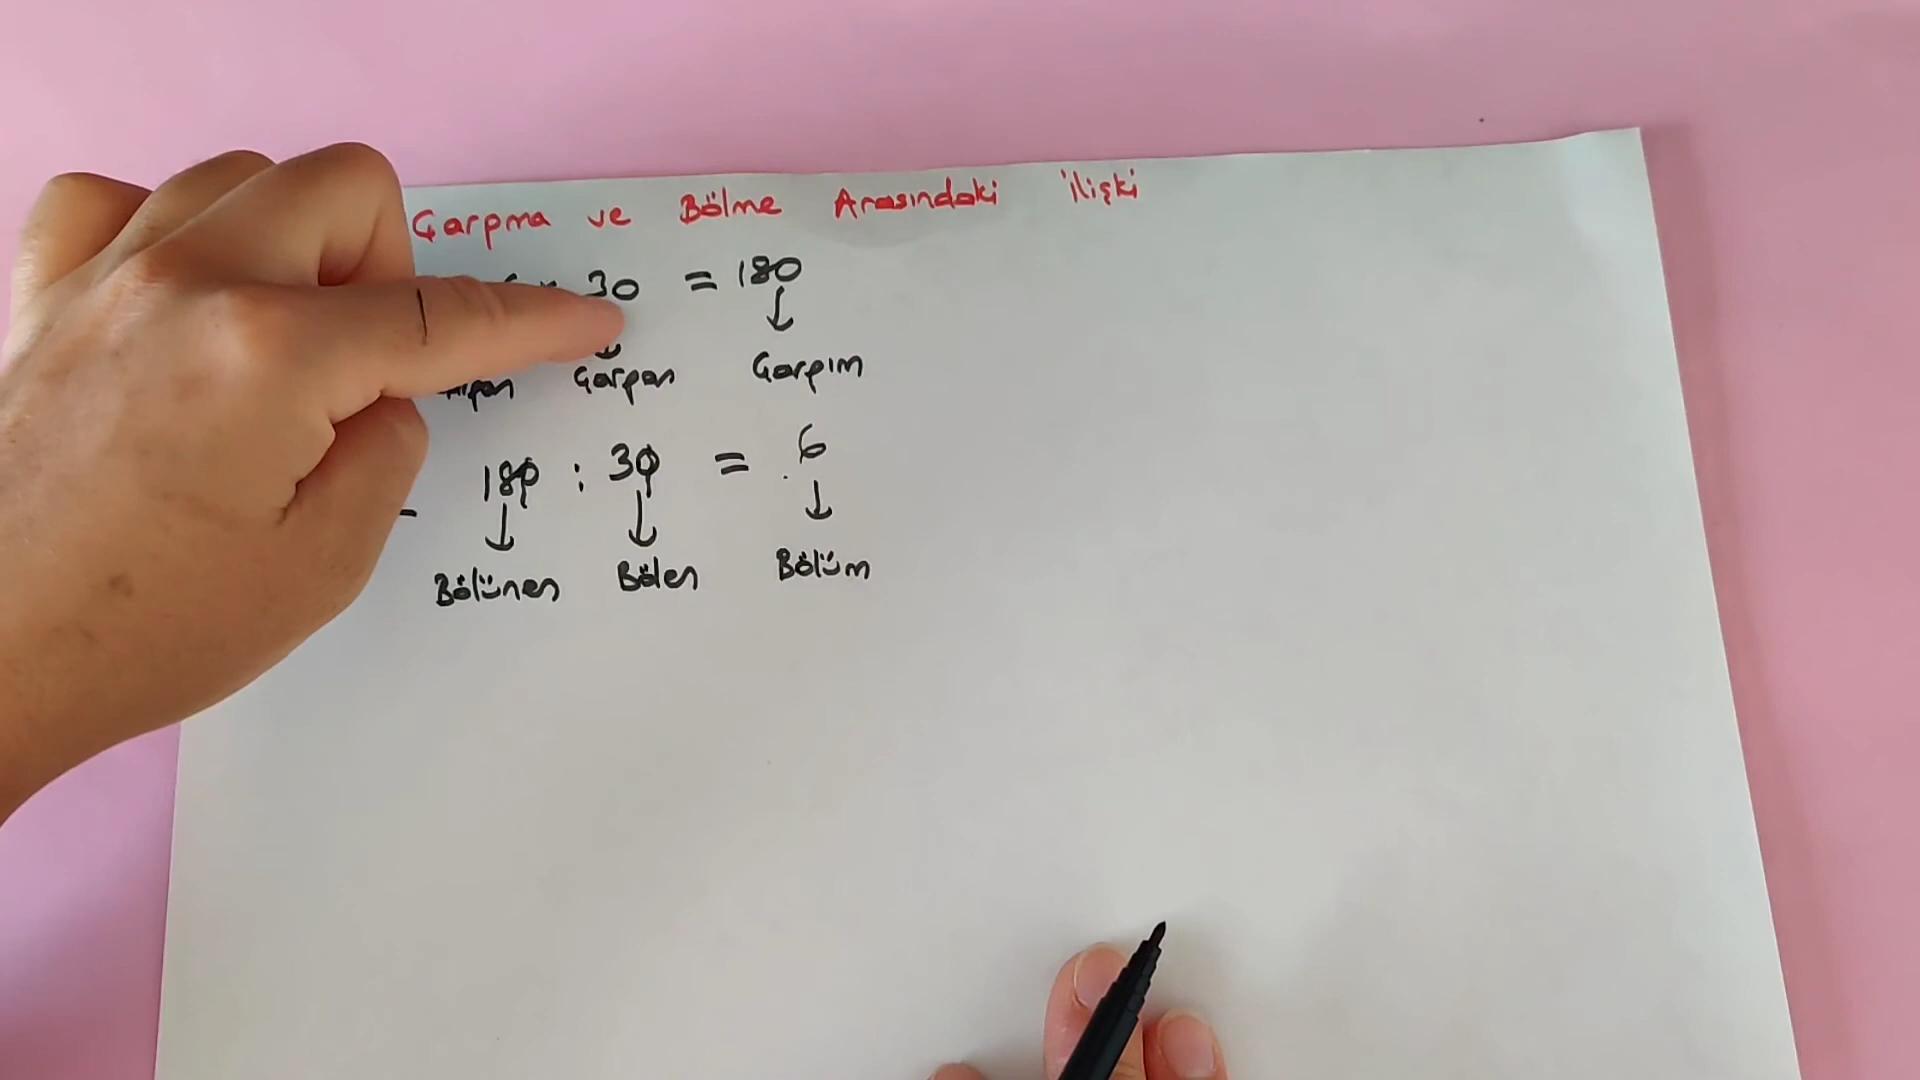 Çarpma ve Bölme Arasındaki İlişki
30 = 180
Çarpan Çarpım
180 : 30 = 6
Bölünen Bölen Bölüm